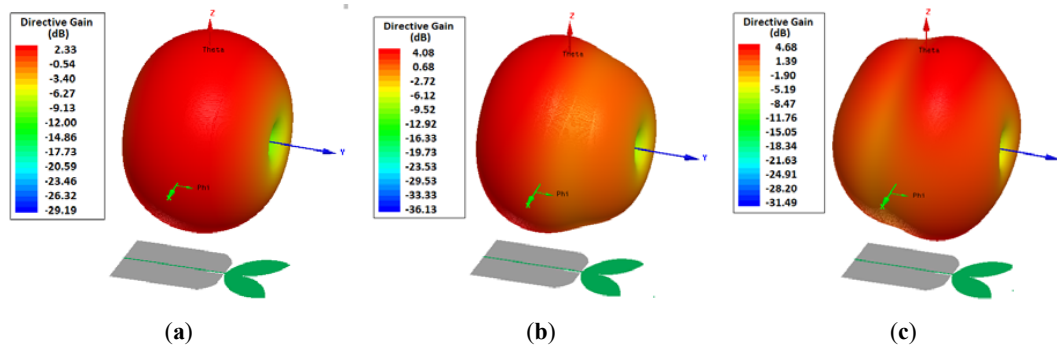 Directive Gain
(dB)
2.33
-0.54
-3.40
-6.27
-9.13
-12.00
-14.86
-17.73
-20.59
-23.46
-26.32
-29.19
Z
Theta
Y
Phi
X
(a)
Directive Gain
(dB)
4.08
0.68
-2.72
-6.12
-9.52
-12.92
-16.33
-19.73
-23.53
-26.53
-33.33
-36.13
Z
Theta
Y
Phi
X
(b)
Directive Gain
(dB)
4.68
1.39
-1.90
-5.19
-8.47
-11.76
-15.05
-18.34
-21.63
-24.91
-28.20
-31.49
Z
Theta
Y
Phi
X
(c)